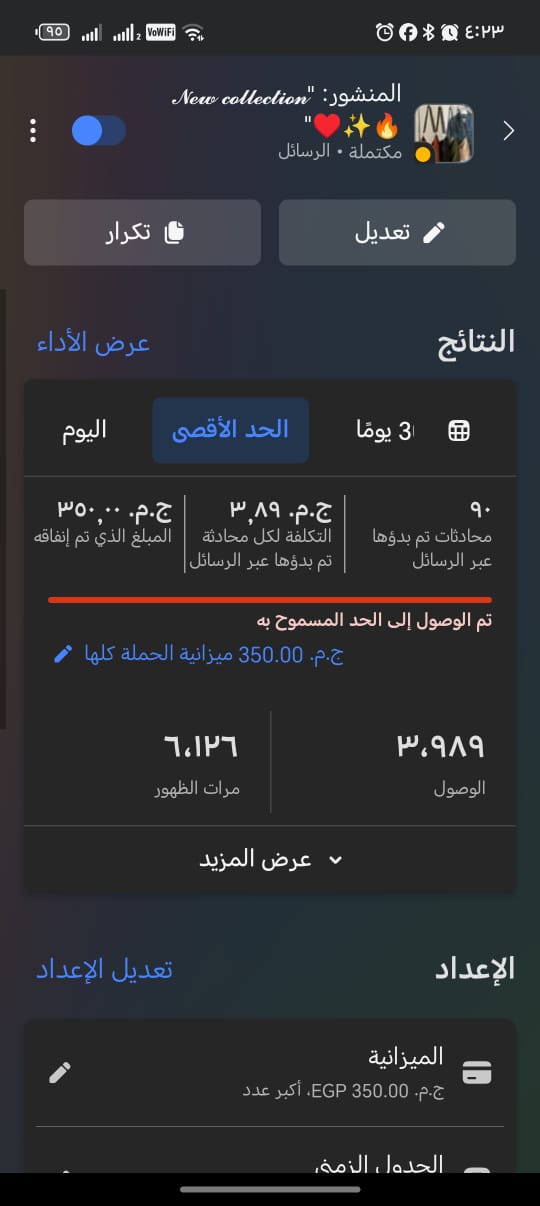 ٩٥
2
VoWiFi
٤:٢٣
المنشور: "𝓝𝓮𝔀 𝓬𝓸𝓵𝓵𝓮𝓬𝓽𝓲𝓸𝓷
🔥✨❤️"
مكتملة • الرسائل
تعديل
تكرار
النتائج
عرض الأداء
30 يومًا
الحد الأقصى
اليوم
٩٠
محادثات تم بدؤها
عبر الرسائل
ج.م.‏ ٣٫٨٩
التكلفة لكل محادثة
تم بدؤها عبر الرسائل
ج.م.‏ ٣٥٠٫٠٠
المبلغ الذي تم إنفاقه
تم الوصول إلى الحد المسموح به
ج.م.‏ 350.00 ميزانية الحملة كلها
٣،٩٨٩
الوصول
٦،١٢٦
مرات الظهور
عرض المزيد
الإعداد
تعديل الإعداد
الميزانية
ج.م.‏ 350.00 EGP، أكبر عدد
الجدول الزمني